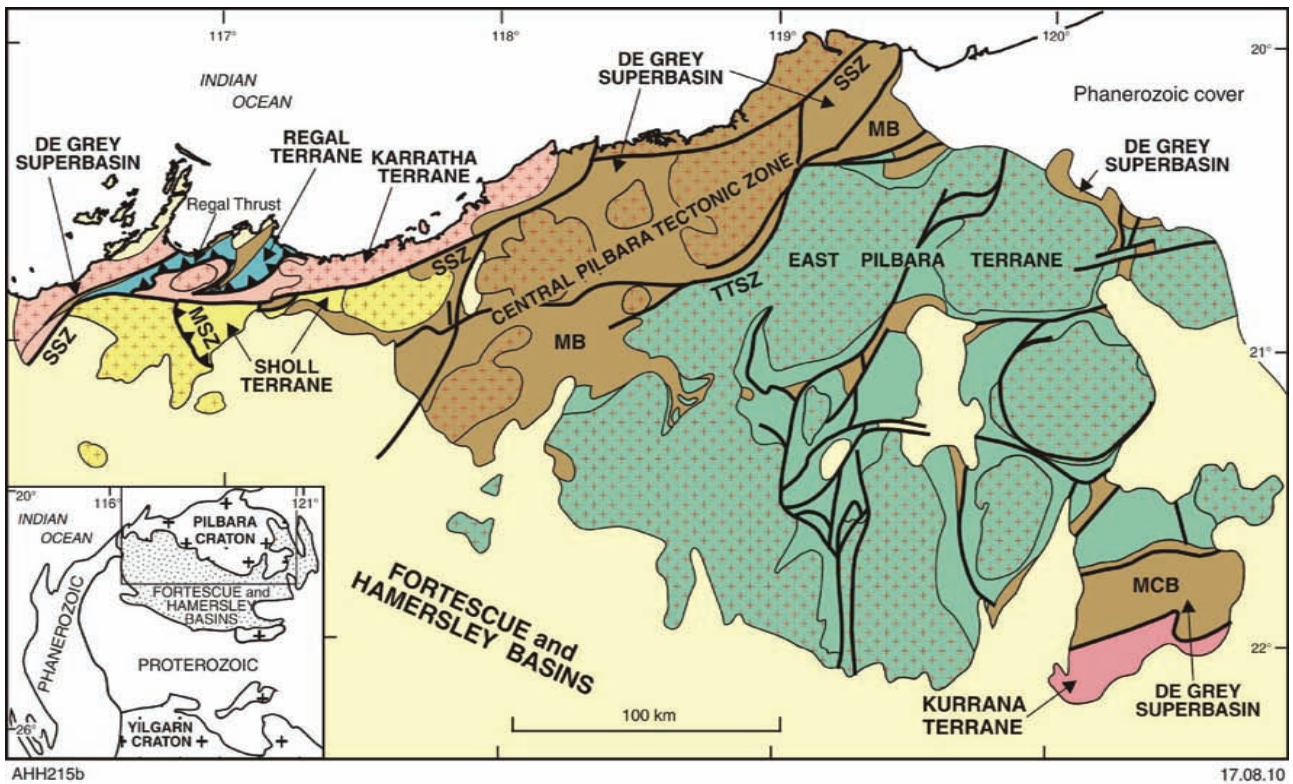 117°
118°
119°
120°
20°
21°
22°
INDIAN
OCEAN
DE GREY
SUPERBASIN
SSZ
Phanerozoic cover
MB
DE GREY
SUPERBASIN
REGAL
TERRANE
KARRATHA
TERRANE
DE GREY
SUPERBASIN
Regal Thrust
SSZ
CENTRAL PILBARA TECTONIC ZONE
EAST PILBARA TERRANE
TTSZ
SSZ
MSZ
SHOLL
TERRANE
MB
FORTESCUE and
HAMERSLEY BASINS
MCB
KURRANA
TERRANE
DE GREY
SUPERBASIN
100 km
20°
116°
121°
INDIAN
OCEAN
PILBARA
CRATON
FORTESCUE and
HAMERSLEY
BASINS
PHANEROZOIC
PROTEROZOIC
26°
YILGARN
CRATON
AHH215b
17.08.10